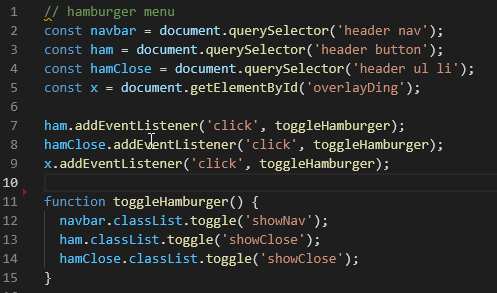 1 // hamburger menu
2 const navbar = document.querySelector('header nav');
3 const ham = document.querySelector('header button');
4 const hamClose = document.querySelector('header ul li');
5 const x = document.getElementById('overlayDing');
6
7 ham.addEventListener('click', toggleHamburger);
8 hamClose.addEventListener('click', toggleHamburger);
9 x.addEventListener('click', toggleHamburger);
10
11 function toggleHamburger() {
12 navbar.classList.toggle('showNav');
13 ham.classList.toggle('showClose');
14 hamClose.classList.toggle('showClose');
15 }